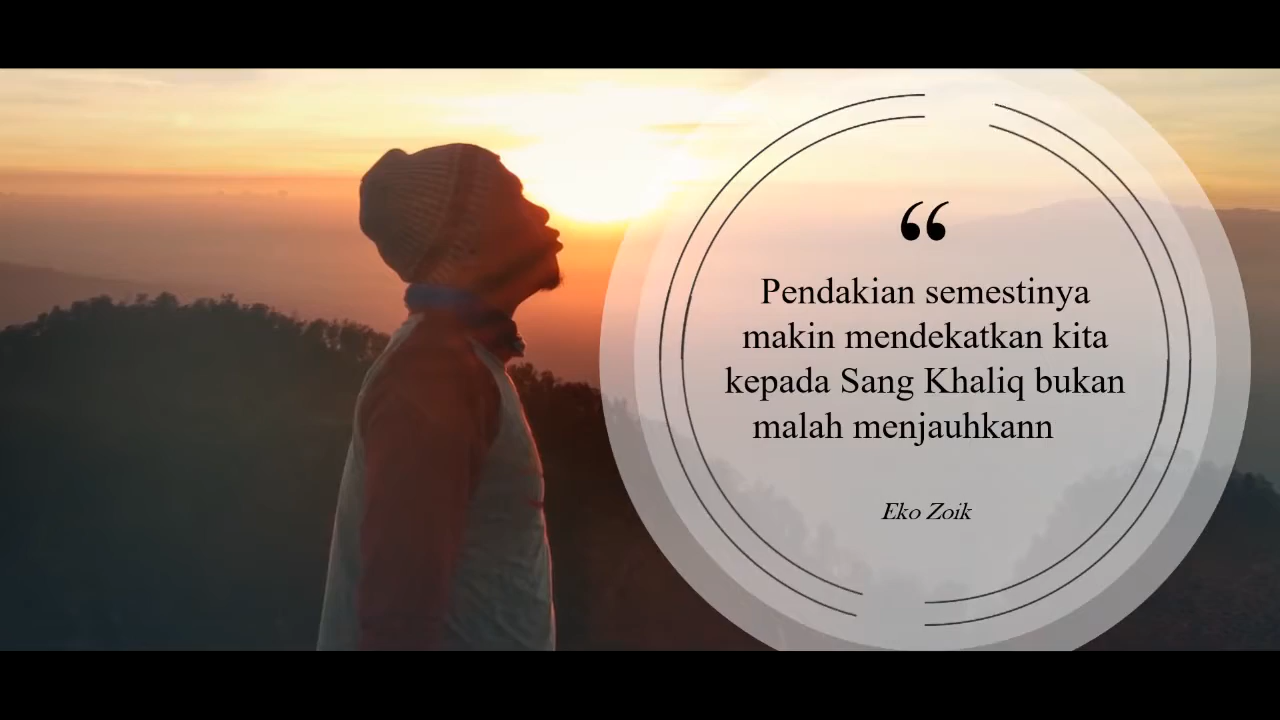 “
Pendakian semestinya
makin mendekatkan kita
kepada Sang Khaliq bukan
malah menjauhkann
Eko Zoik